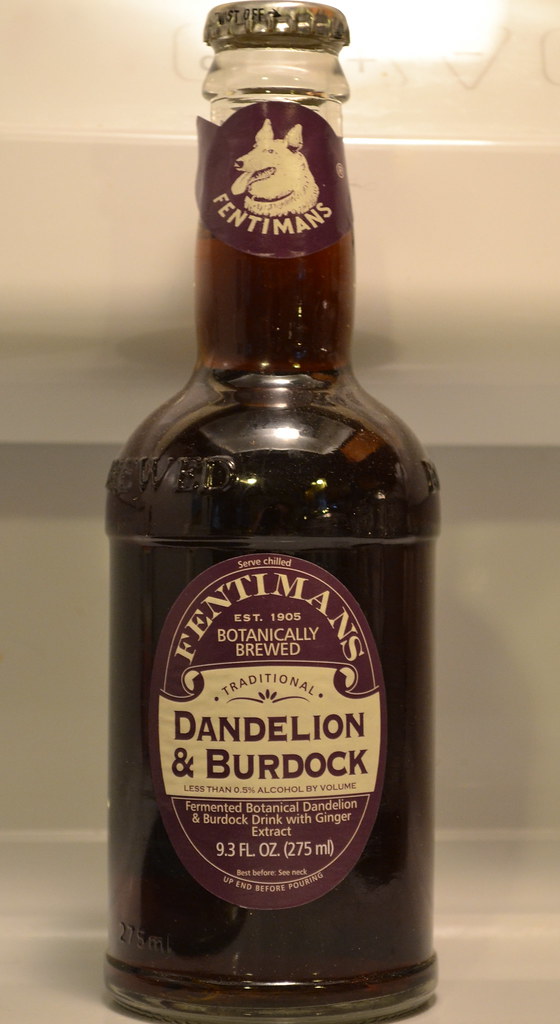 FENTIMANS
®
Serve chilled
FENTIMANS
EST. 1905
BOTANICALLY
BREWED
TRADITIONAL
DANDELION
& BURDOCK
LESS THAN 0.5% ALCOHOL BY VOLUME
Fermented Botanical Dandelion
& Burdock Drink with Ginger
Extract
9.3 FL. OZ. (275 ml)
Best before: See neck
UP END BEFORE POURING
275ml